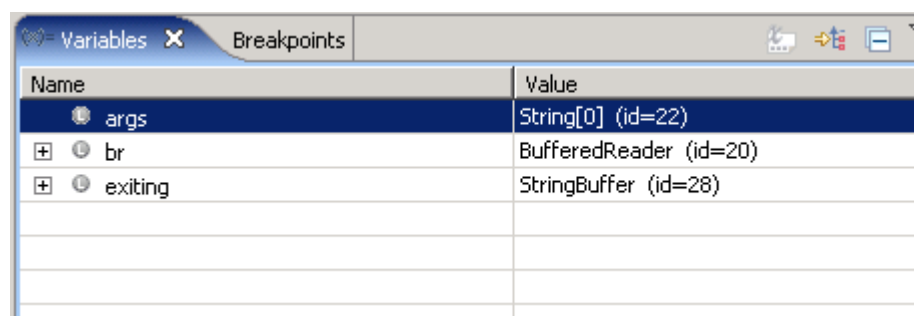 (x)= Variables Breakpoints
Name Value
args String[0] (id=22)
br BufferedReader (id=20)
exiting StringBuffer (id=28)